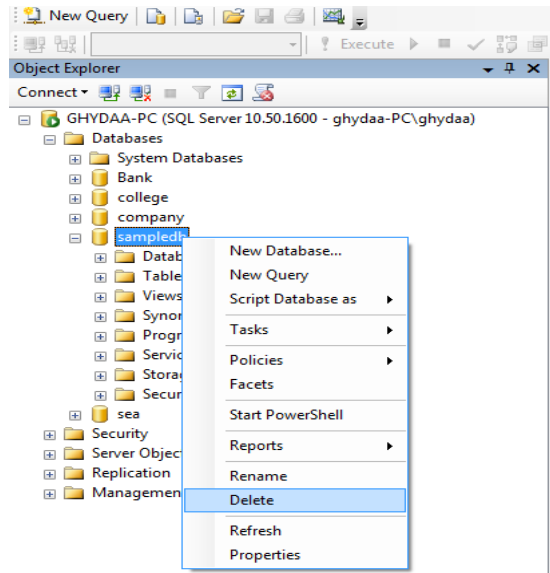 New Query
Execute
Object Explorer
Connect
GHYDAA-PC (SQL Server 10.50.1600 - ghydaa-PC\ghydaa)
Databases
System Databases
Bank
college
company
sampledb
Datab
Table
Views
Synor
Progr
Servic
Storag
Secur
sea
Security
Server Objec
Replication
Managemen
New Database...
New Query
Script Database as
Tasks
Policies
Facets
Start PowerShell
Reports
Rename
Delete
Refresh
Properties